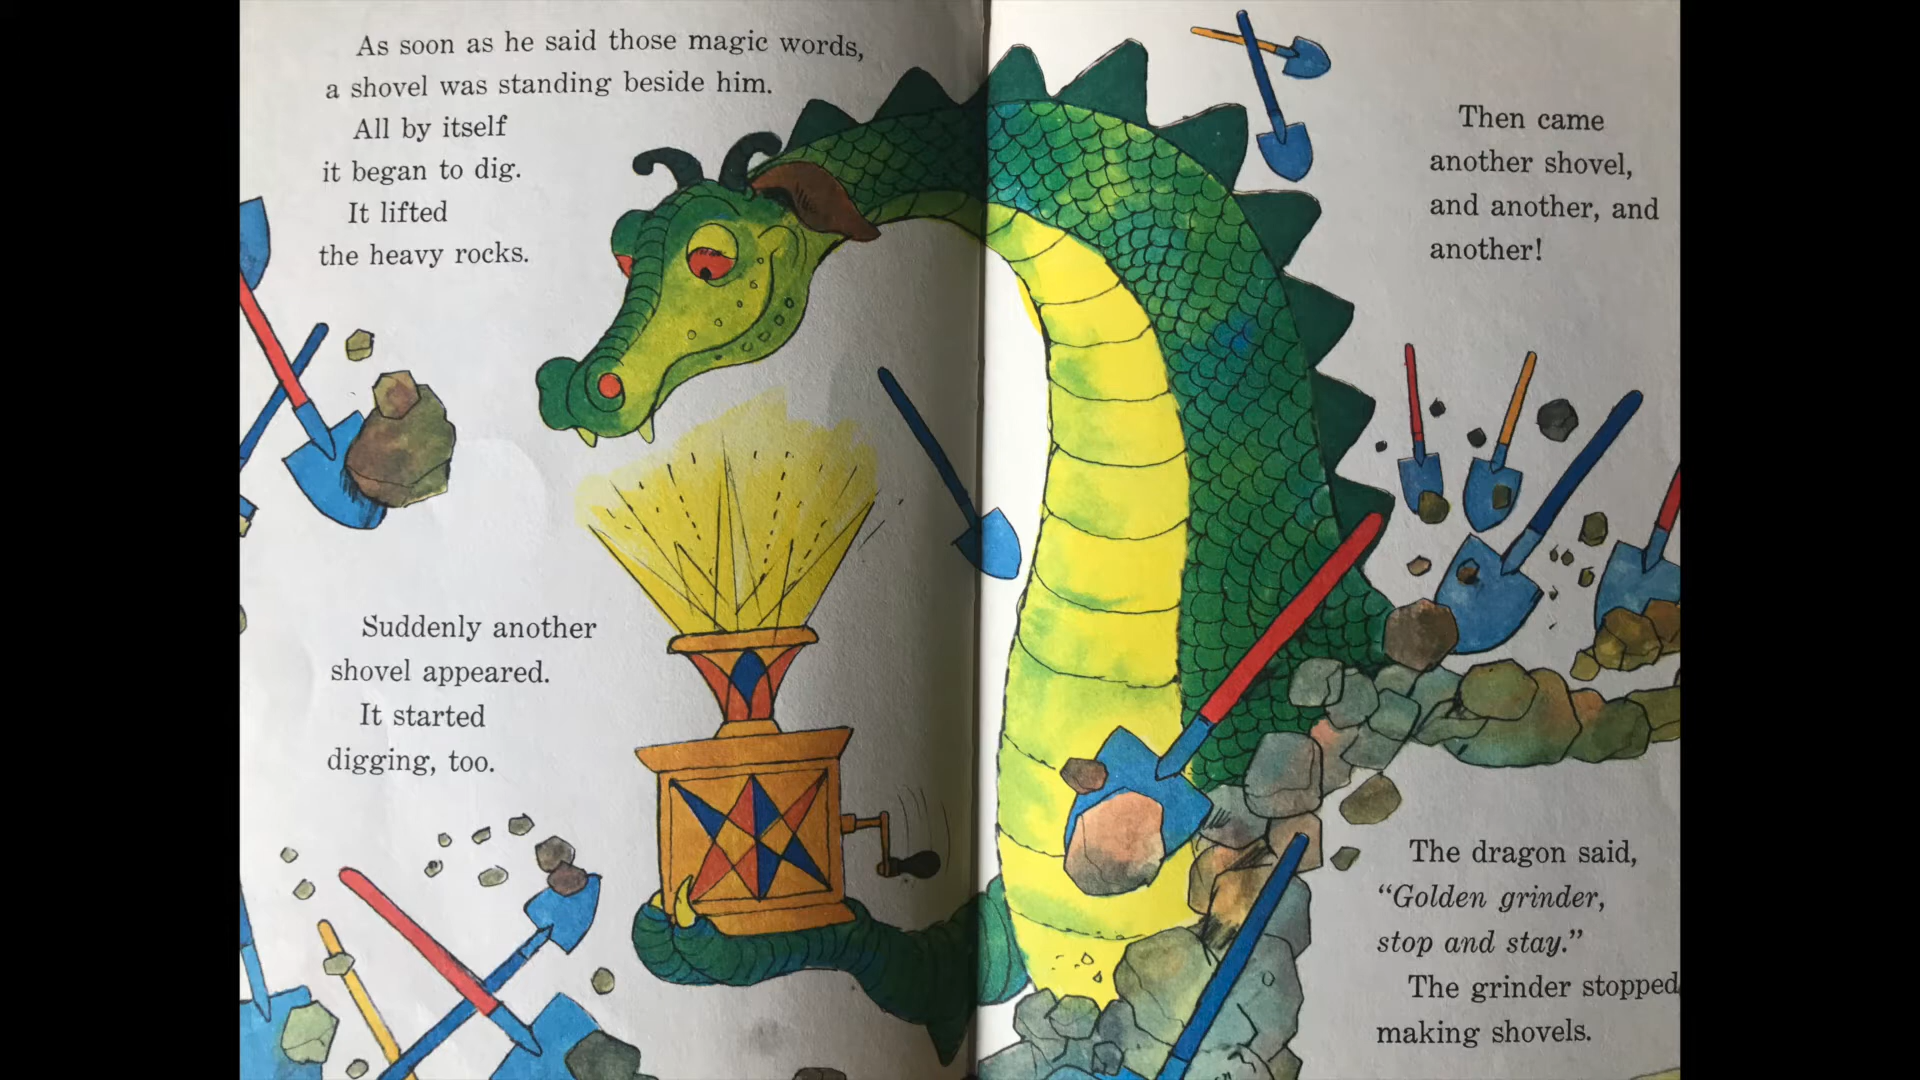 As soon as he said those magic words,
a shovel was standing beside him.
All by itself
it began to dig.
It lifted
the heavy rocks.
Suddenly another
shovel appeared.
It started
digging, too.
Then came
another shovel,
and another, and
another!
The dragon said,
“Golden grinder,
stop and stay.”
The grinder stopped
making shovels.